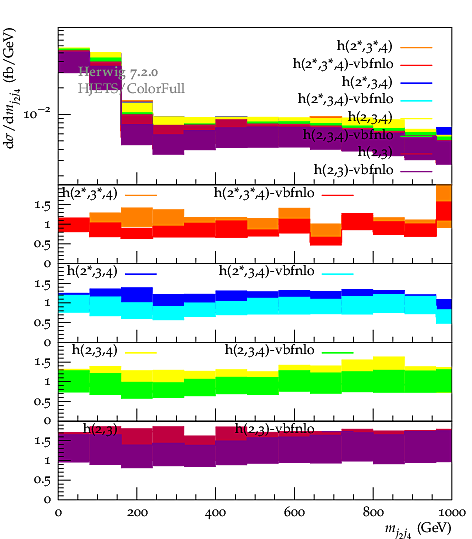 h(2*,3*,4)
h(2*,3*,4)-vbfnlo
Herwig 7.2.0
h(2*,3,4)
HJETS/ColorFull
h(2*,3,4)-vbfnlo
h(2,3,4)
h(2,3,4)-vbfnlo
h(2,3)
h(2,3)-vbfnlo
dσ/dm_{j2j4} (fb/GeV)
10^{-2}
h(2*,3*,4) h(2*,3*,4)-vbfnlo
1.5
1
0.5
0
h(2*,3,4) h(2*,3,4)-vbfnlo
1.5
1
0.5
0
h(2,3,4) h(2,3,4)-vbfnlo
1.5
1
0.5
0
h(2,3) h(2,3)-vbfnlo
1.5
1
0.5
0
0 200 400 600 800 1000
m_{j2j4} (GeV)